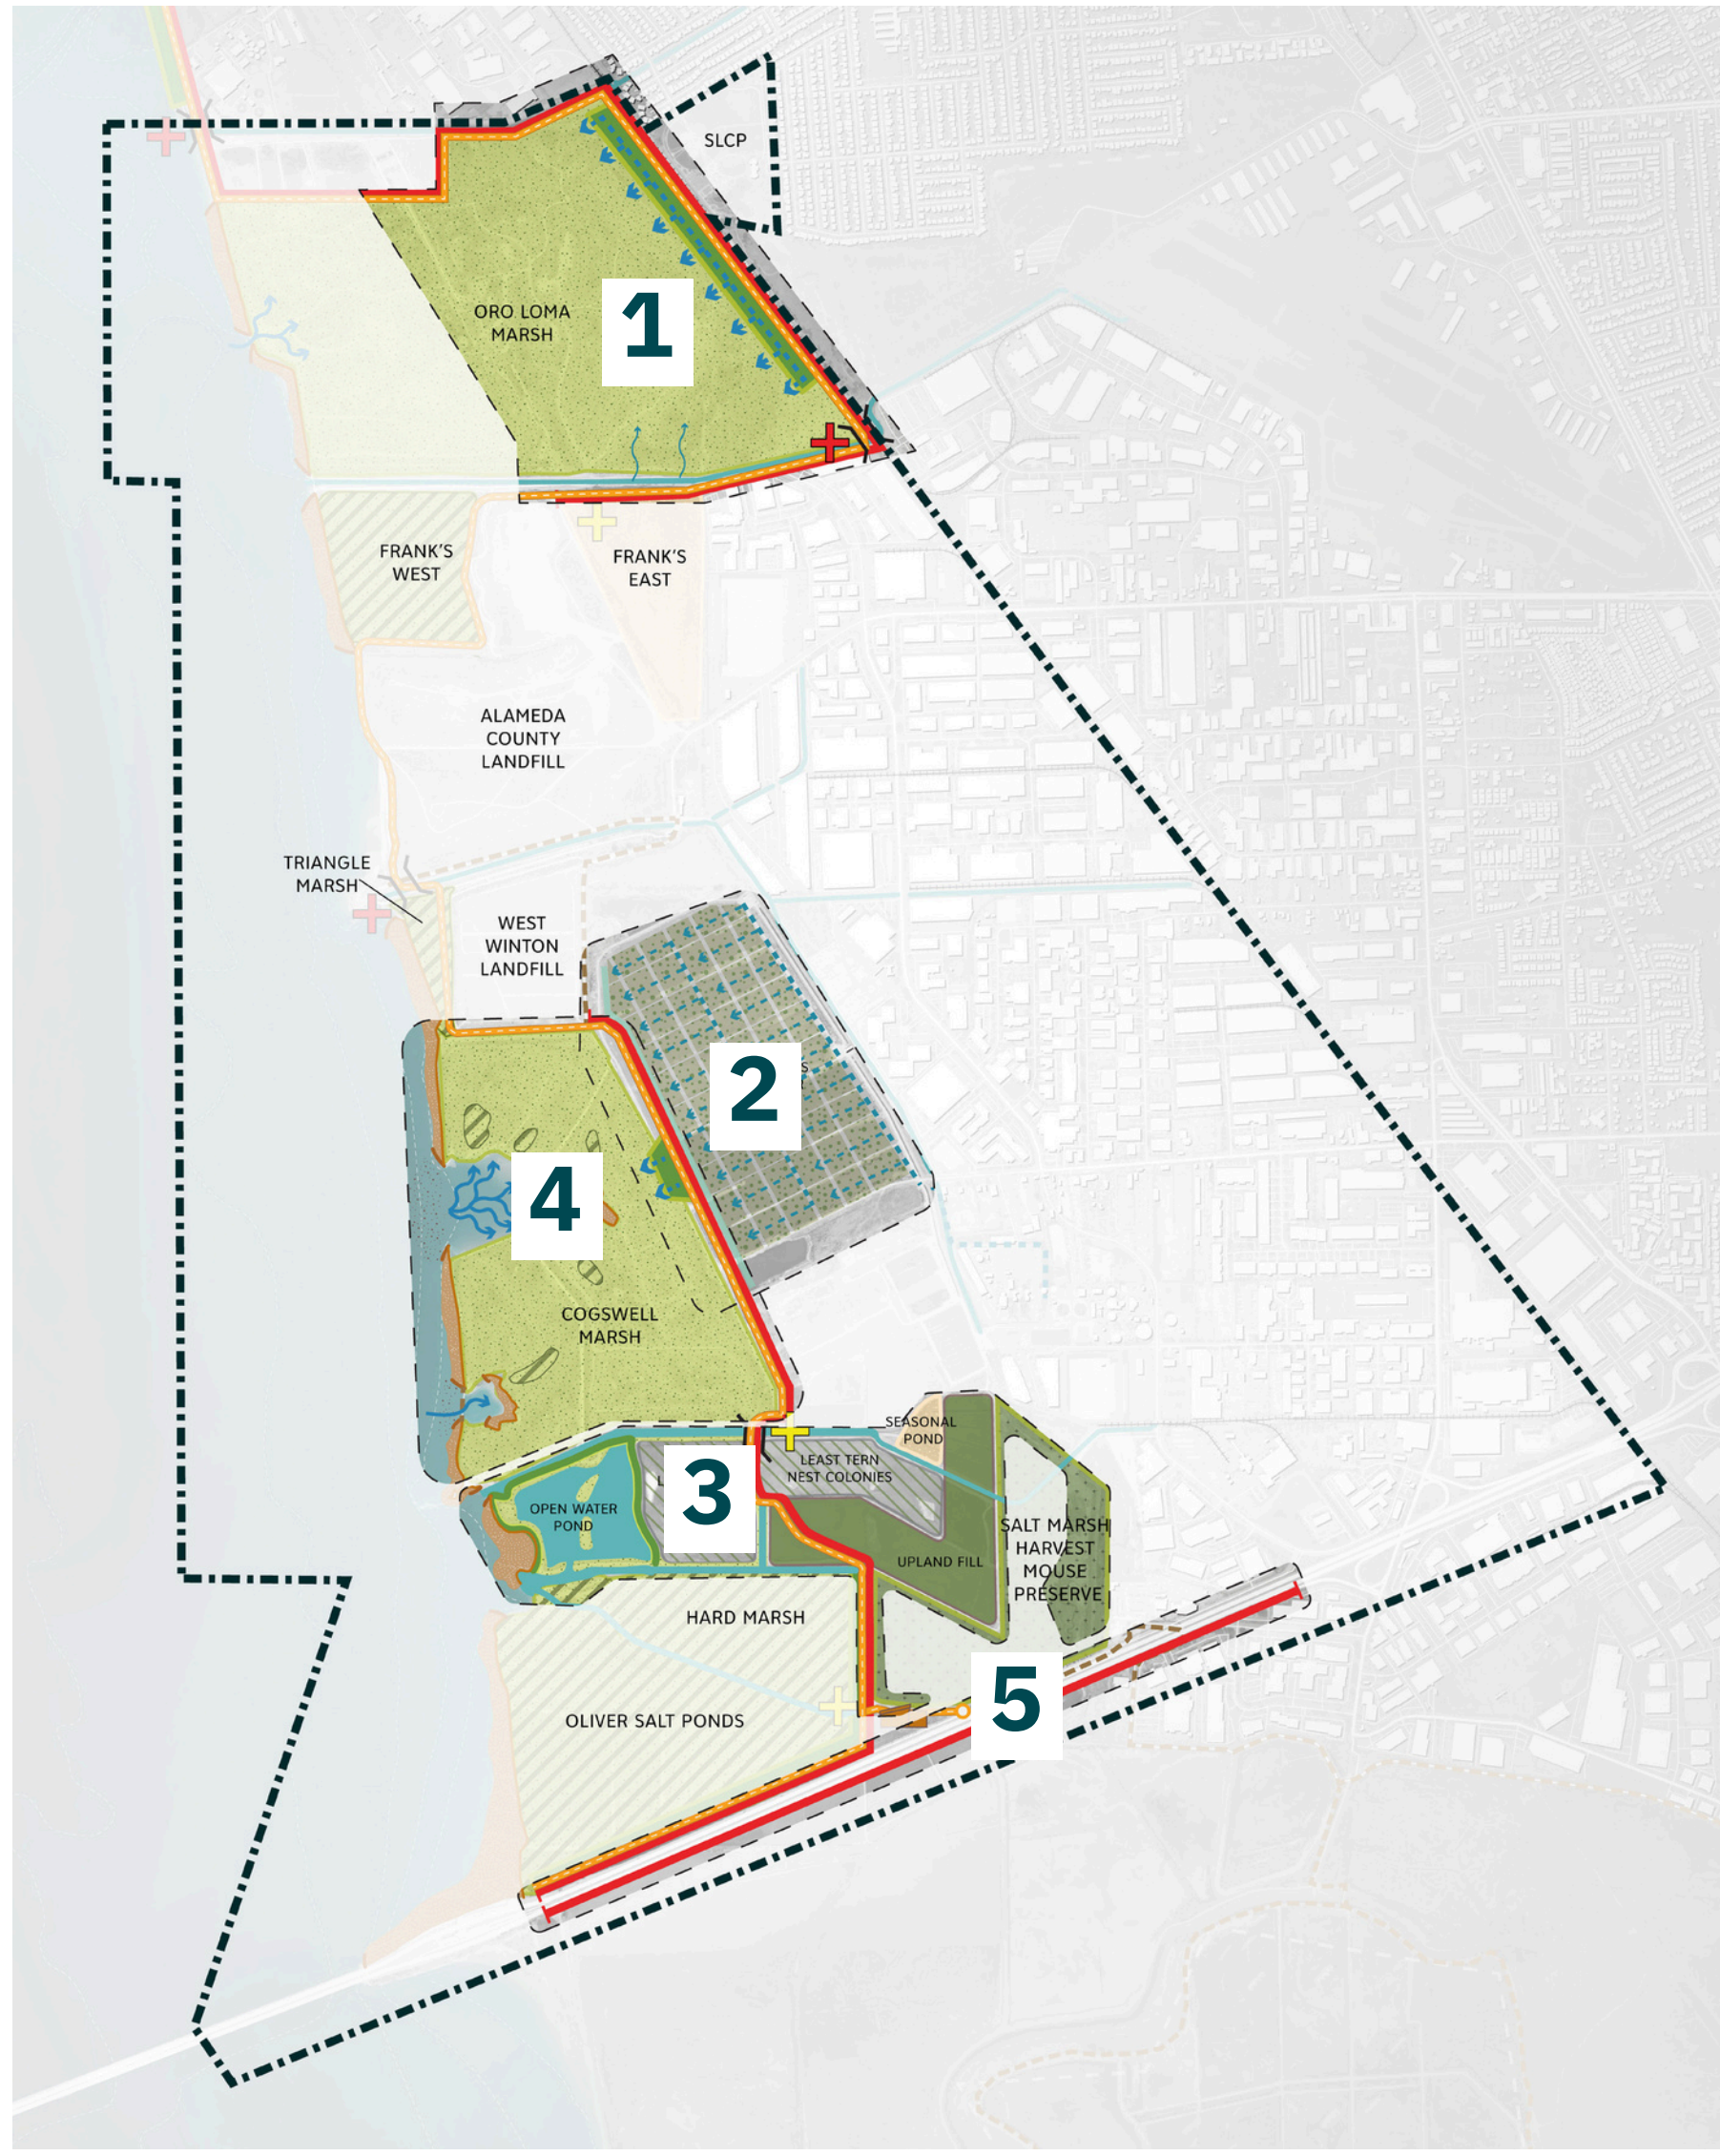 SLCP
ORO LOMA
MARSH
1
FRANK'S
WEST
FRANK'S
EAST
ALAMEDA
COUNTY
LANDFILL
TRIANGLE
MARSH
WEST
WINTON
LANDFILL
2
S
4
COGSWELL
MARSH
SEASONAL
POND
LEAST TERN
NEST COLONIES
3
OPEN WATER
POND
UPLAND FILL
SALT MARSH
HARVEST
MOUSE
PRESERVE
HARD MARSH
5
OLIVER SALT PONDS